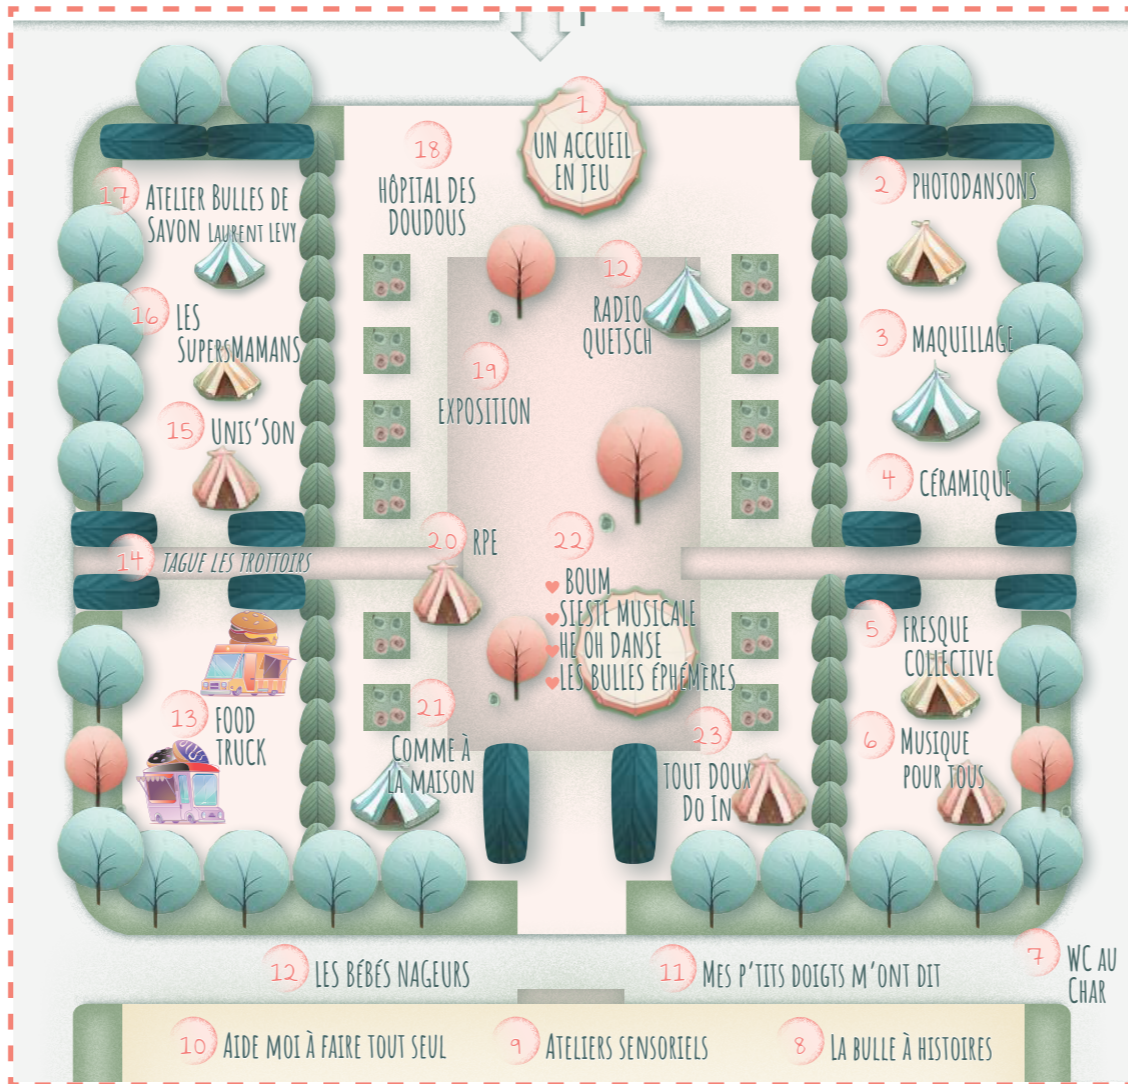 1
UN ACCUEIL
EN JEU
18
HÔPITAL DES
DOUDOUS
17
ATELIER BULLES DE
SAVON LAURENT LEVY
2
PHOTODANSONS
12
RADIO
QUETSCH
16
LES
SUPERSMAMANS
3
MAQUILLAGE
19
EXPOSITION
15
UNIS'SON
4
CÉRAMIQUE
14
TAGUE LES TROTTOIRS
20
RPE
22
BOUM
SIESTE MUSICALE
HE OH DANSE
LES BULLES ÉPHÉMÈRES
5
FRESQUE
COLLECTIVE
13
FOOD
TRUCK
21
COMME À
LA MAISON
23
TOUT DOUX
DO IN
6
MUSIQUE
POUR TOUS
12
LES BÉBÉS NAGEURS
11
MES P'TITS DOIGTS M'ONT DIT
7
WC AU
CHAR
10
AIDE MOI À FAIRE TOUT SEUL
9
ATELIERS SENSORIELS
8
LA BULLE À HISTOIRES